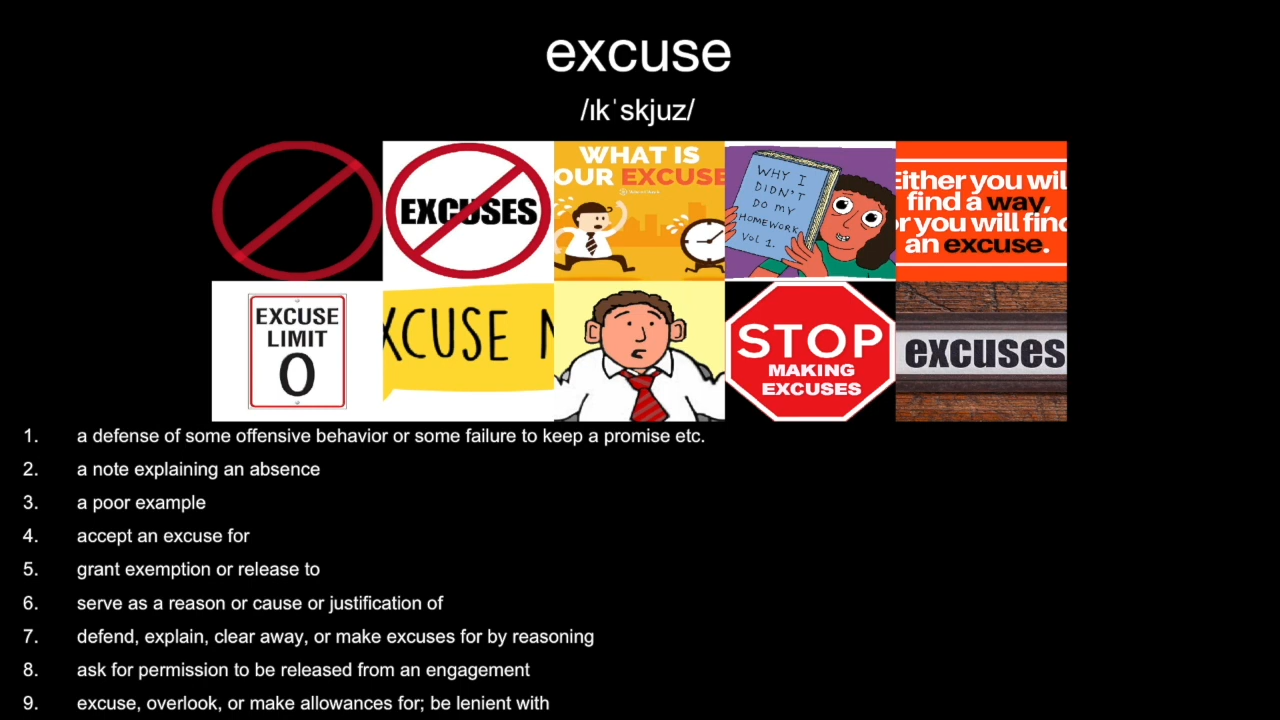 excuse
/ɪkˈskjuz/
EXCUSES
WHAT IS
OUR EXCUSE
WHY I
DIDN'T
DO MY
HOMEWORK
VOL 1.
Either you wil
find a way,
or you will find
an excuse.
EXCUSE
LIMIT
0
XCUSE
STOP
MAKING
EXCUSES
excuses
1. a defense of some offensive behavior or some failure to keep a promise etc.
2. a note explaining an absence
3. a poor example
4. accept an excuse for
5. grant exemption or release to
6. serve as a reason or cause or justification of
7. defend, explain, clear away, or make excuses for by reasoning
8. ask for permission to be released from an engagement
9. excuse, overlook, or make allowances for; be lenient with